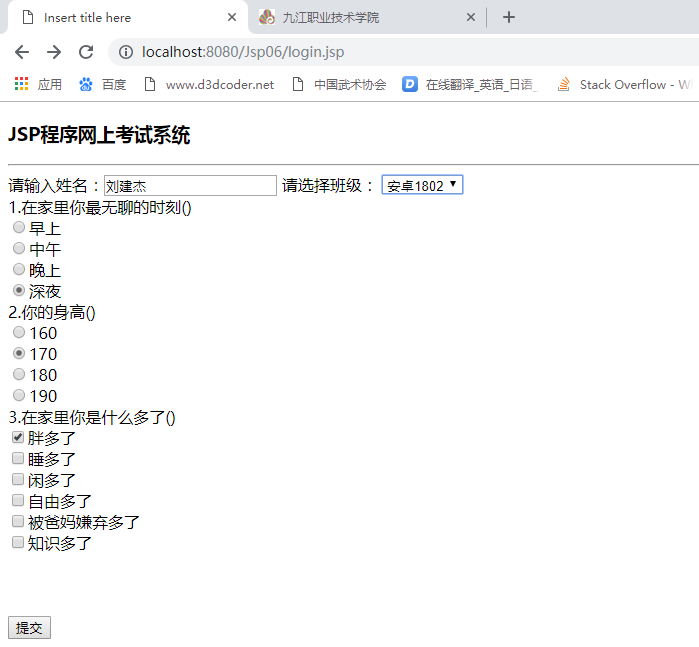 Insert title here 九江职业技术学院
localhost:8080/Jsp06/login.jsp
应用 百度 www.d3dcoder.net 中国武术协会 在线翻译_英语_日语_ Stack Overflow - W
JSP程序网上考试系统
请输入姓名：刘建杰 请选择班级： 安卓1802
1.在家里你最无聊的时刻()
早上
中午
晚上
深夜
2.你的身高()
160
170
180
190
3.在家里你是什么多了()
胖多了
睡多了
闲多了
自由多了
被爸妈嫌弃多了
知识多了
提交